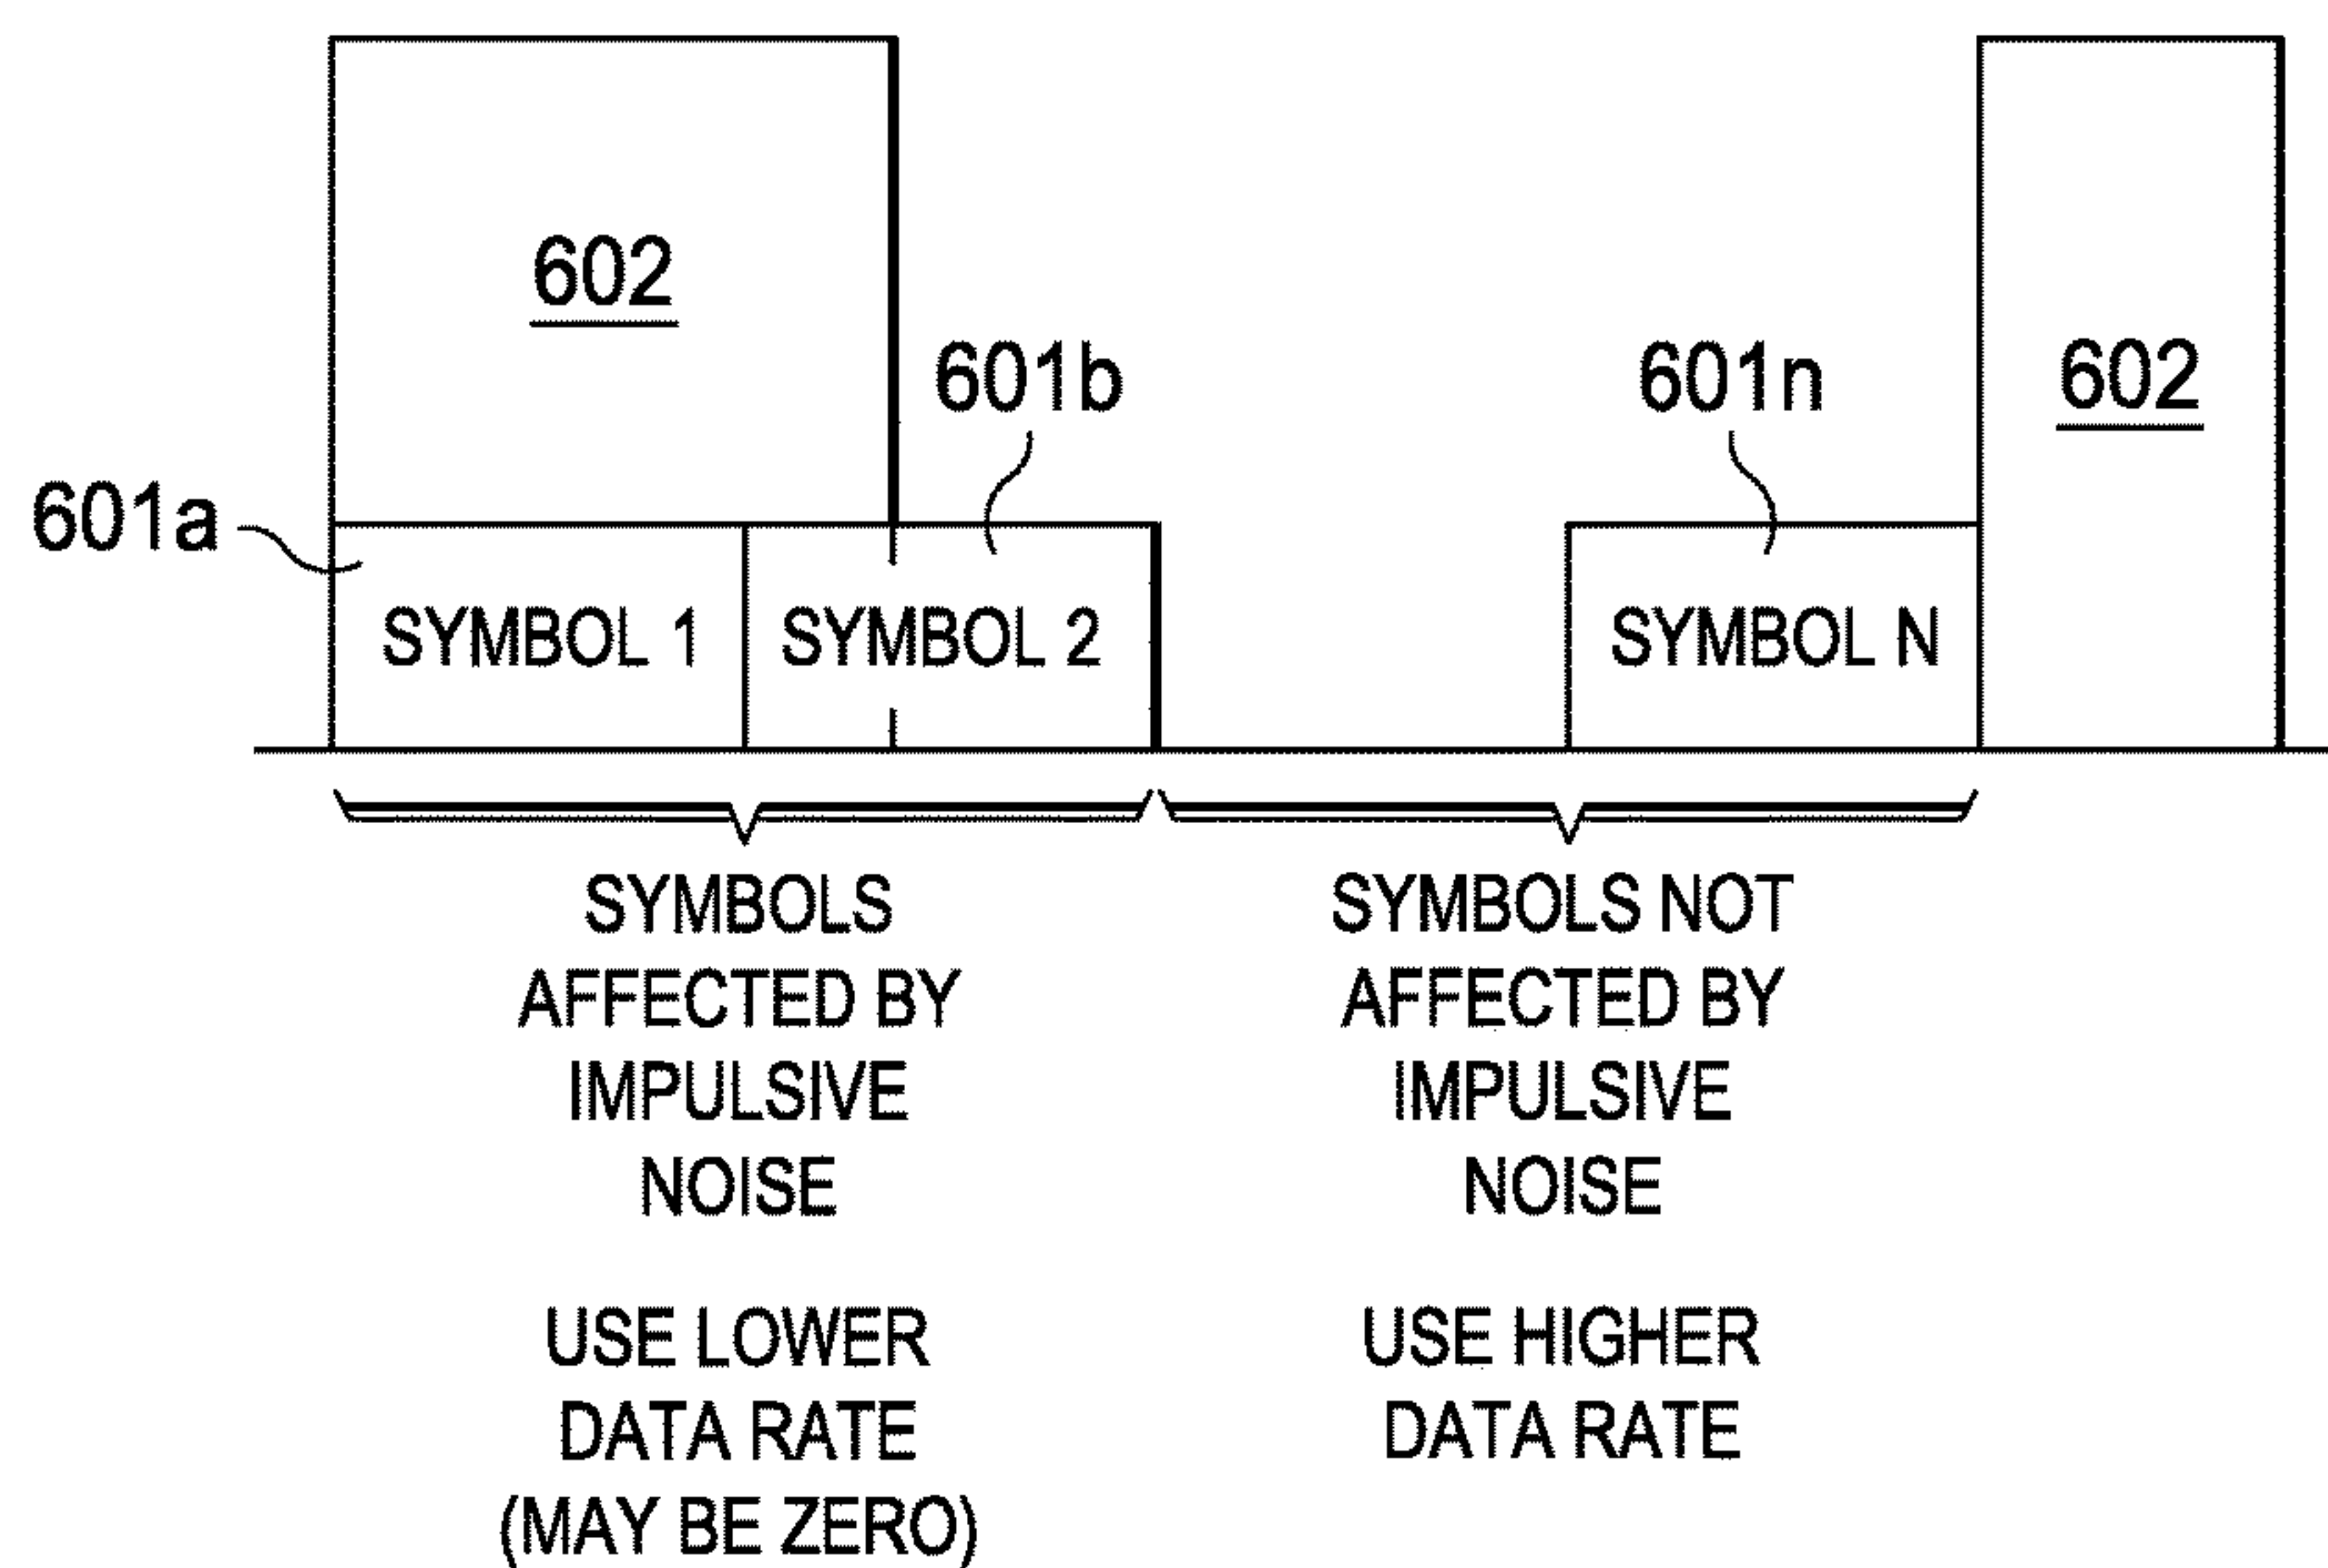 602
601b
601n
602
601a
SYMBOL 1
SYMBOL 2
SYMBOL N
SYMBOLS
AFFECTED BY
IMPULSIVE
NOISE
USE LOWER
DATA RATE
(MAY BE ZERO)
SYMBOLS NOT
AFFECTED BY
IMPULSIVE
NOISE
USE HIGHER
DATA RATE